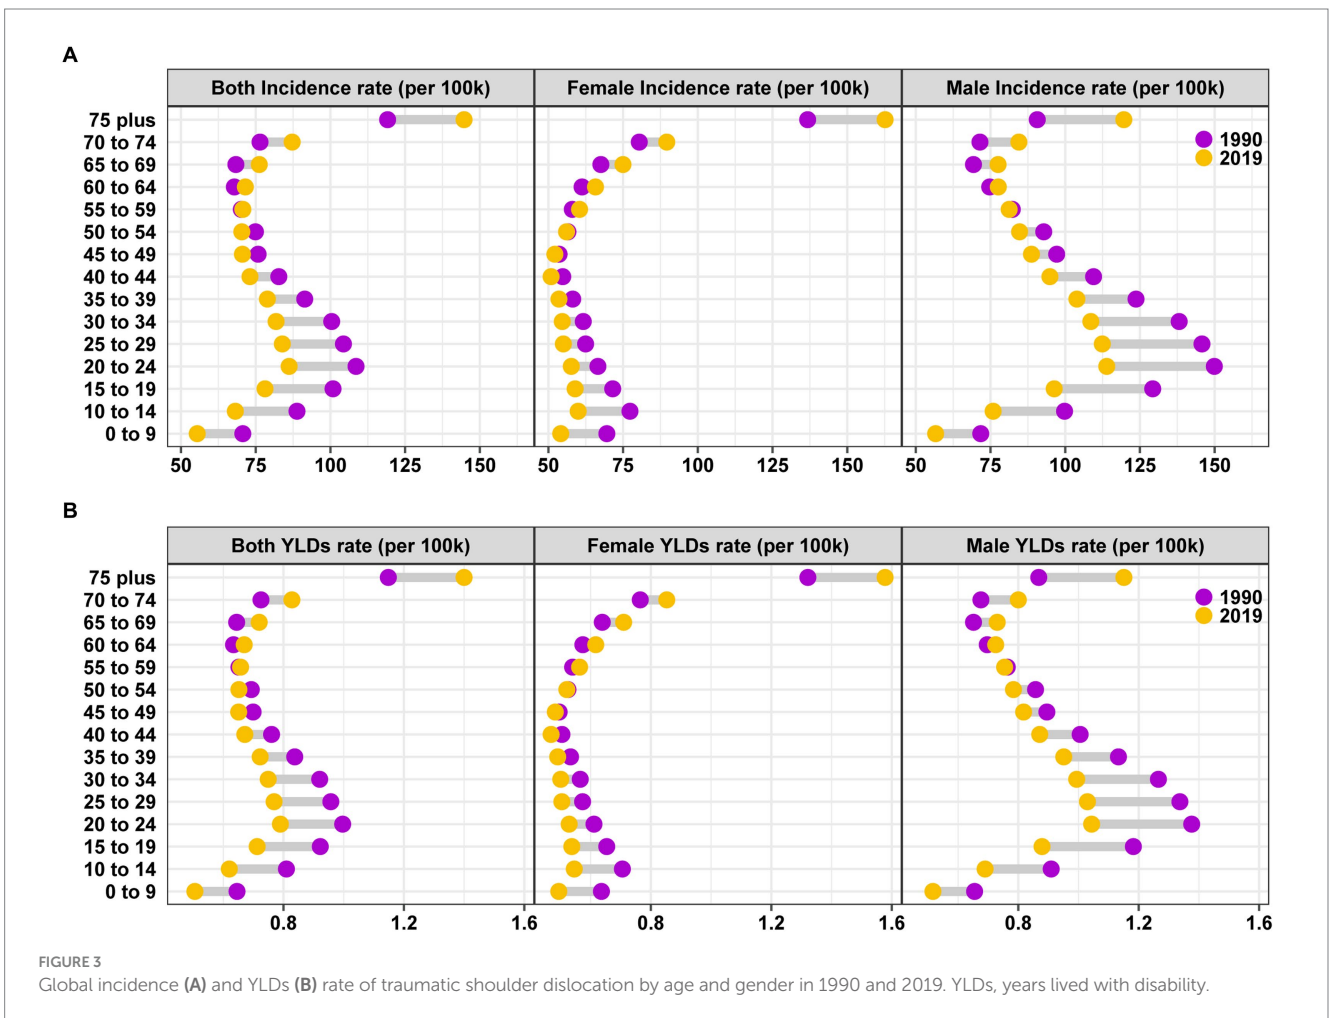 A
Both Incidence rate (per 100k) Female Incidence rate (per 100k) Male Incidence rate (per 100k)
75 plus
70 to 74
65 to 69
60 to 64
55 to 59
50 to 54
45 to 49
40 to 44
35 to 39
30 to 34
25 to 29
20 to 24
15 to 19
10 to 14
0 to 9
1990
2019
50 75 100 125 150 50 75 100 125 150 50 75 100 125 150
B
Both YLDs rate (per 100k) Female YLDs rate (per 100k) Male YLDs rate (per 100k)
75 plus
70 to 74
65 to 69
60 to 64
55 to 59
50 to 54
45 to 49
40 to 44
35 to 39
30 to 34
25 to 29
20 to 24
15 to 19
10 to 14
0 to 9
1990
2019
0.8 1.2 1.6 0.8 1.2 1.6 0.8 1.2 1.6
FIGURE 3
Global incidence (A) and YLDs (B) rate of traumatic shoulder dislocation by age and gender in 1990 and 2019. YLDs, years lived with disability.